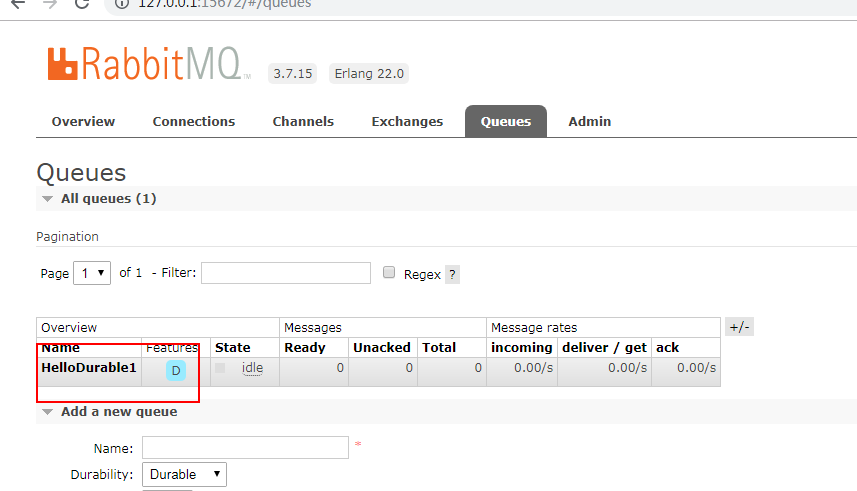 127.0.0.1:15672/#/queues
RabbitMQ TM 3.7.15 Erlang 22.0
Overview Connections Channels Exchanges Queues Admin
Queues
All queues (1)
Pagination
Page 1 of 1 - Filter: Regex ?
Overview Messages Message rates +/-
Name Features State Ready Unacked Total incoming deliver / get ack
HelloDurable1 D idle 0 0 0 0.00/s 0.00/s 0.00/s
Add a new queue
Name: *
Durability: Durable